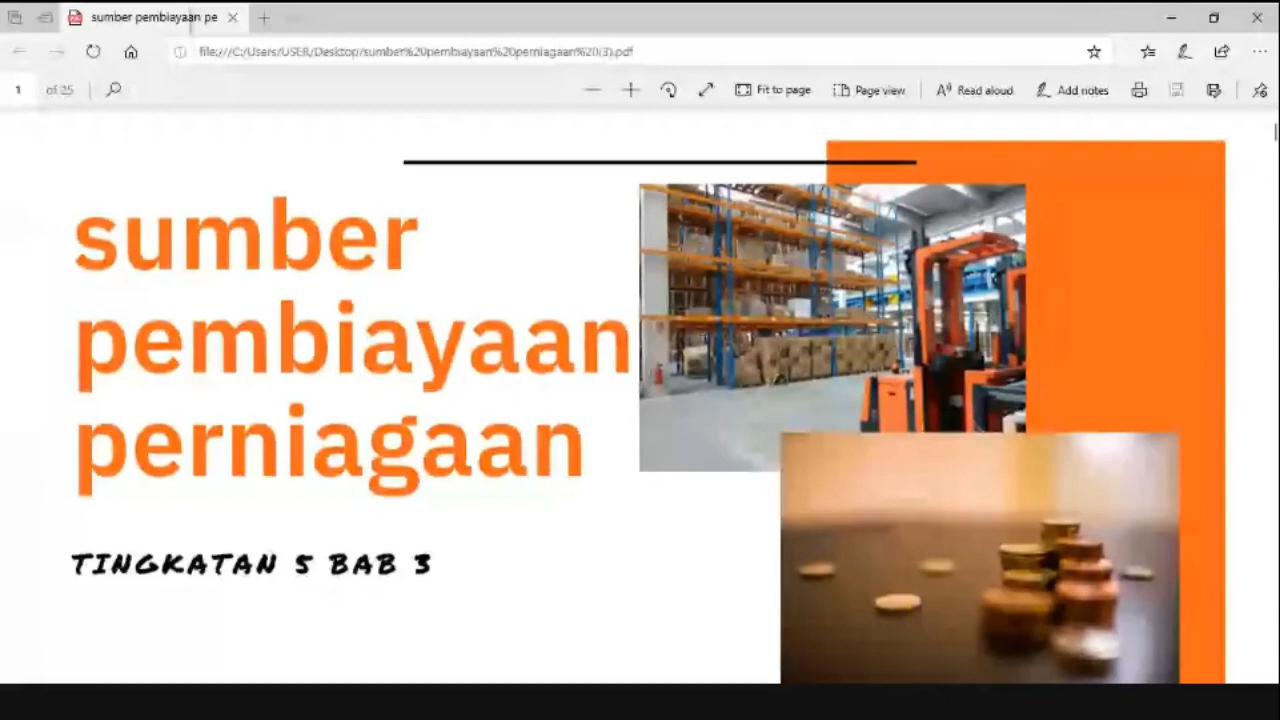 sumber pembiayaan pe
file:///C:/Users/USER/Desktop/sumber%20pembiayaan%20perniagaan%20(3).pdf
1 of 25 Fit to page Page view Read aloud Add notes
sumber
pembiayaan
perniagaan
TINGKATAN 5 BAB 3